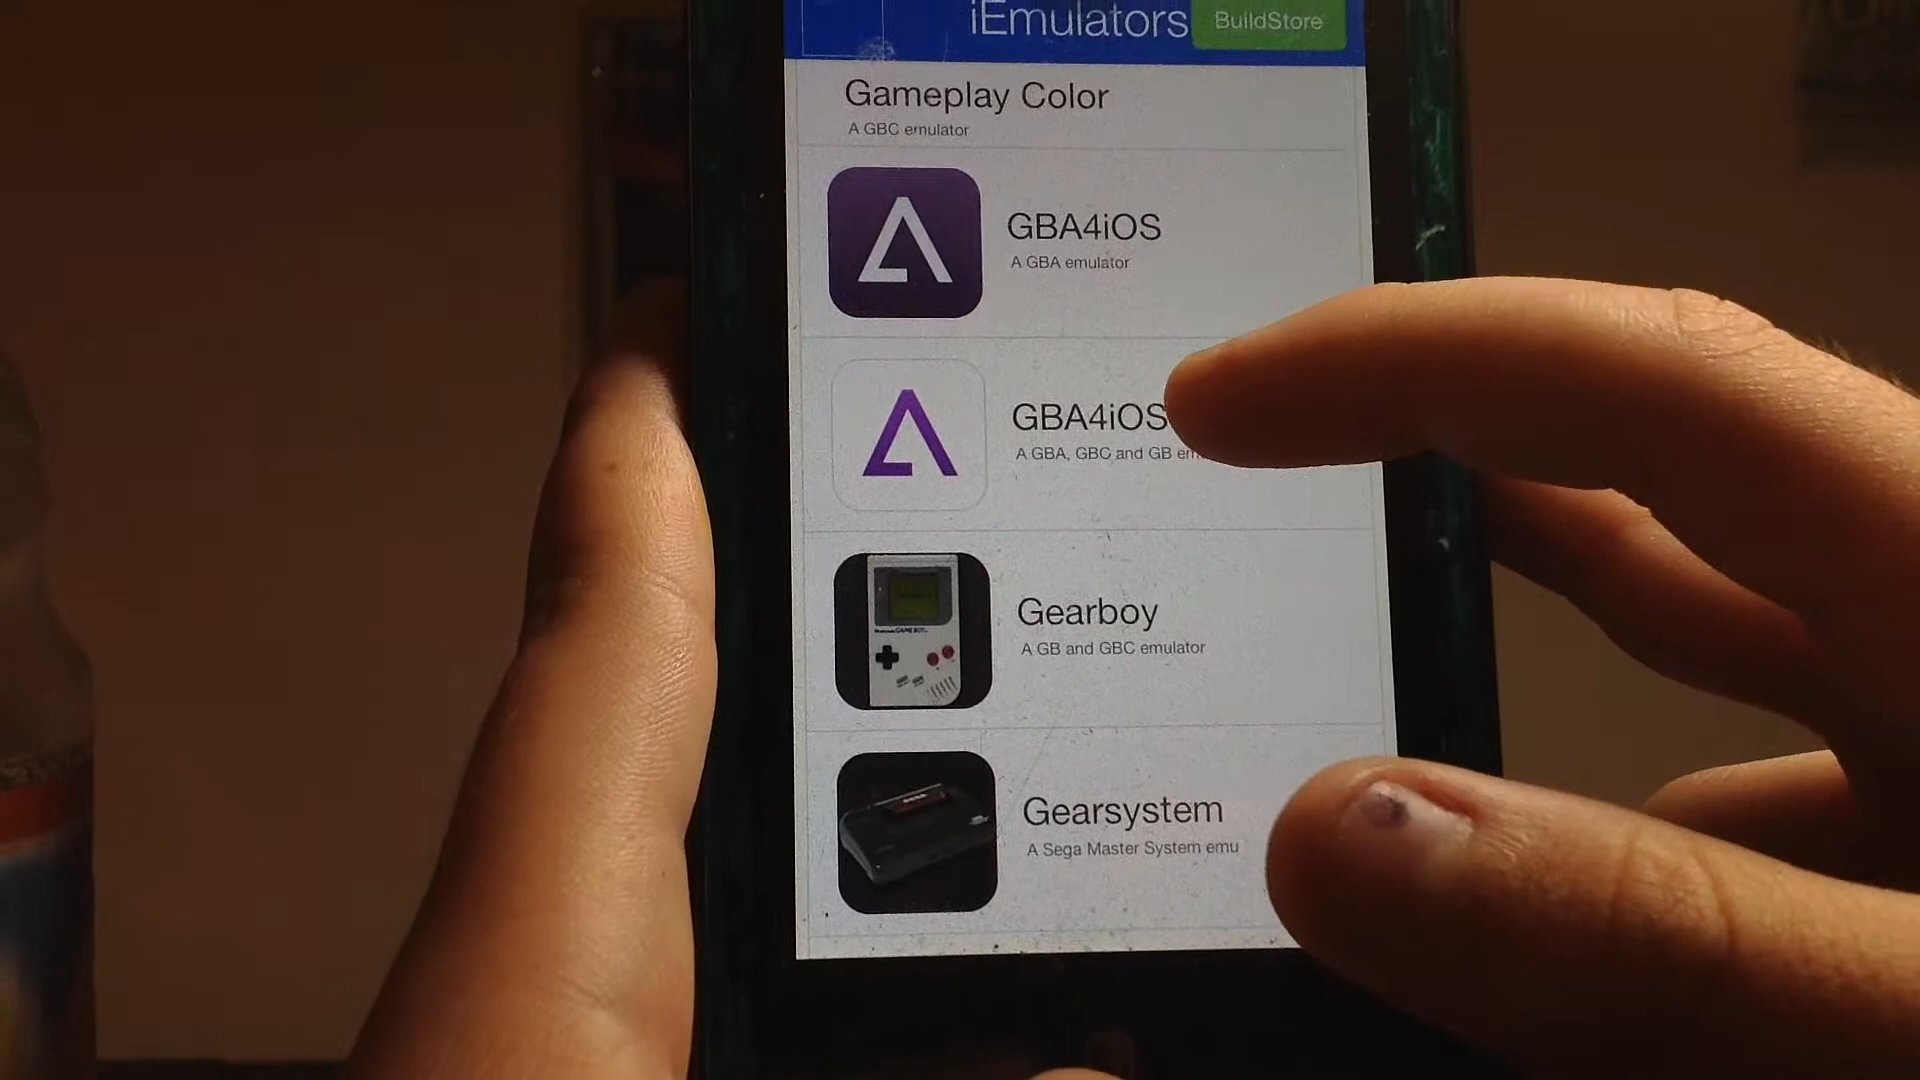 iEmulators
BuildStore
Gameplay Color
A GBC emulator
GBA4iOS
A GBA emulator
GBA4iOS
A GBA, GBC and GB
Gearboy
A GB and GBC emulator
Gearsystem
A Sega Master System emu